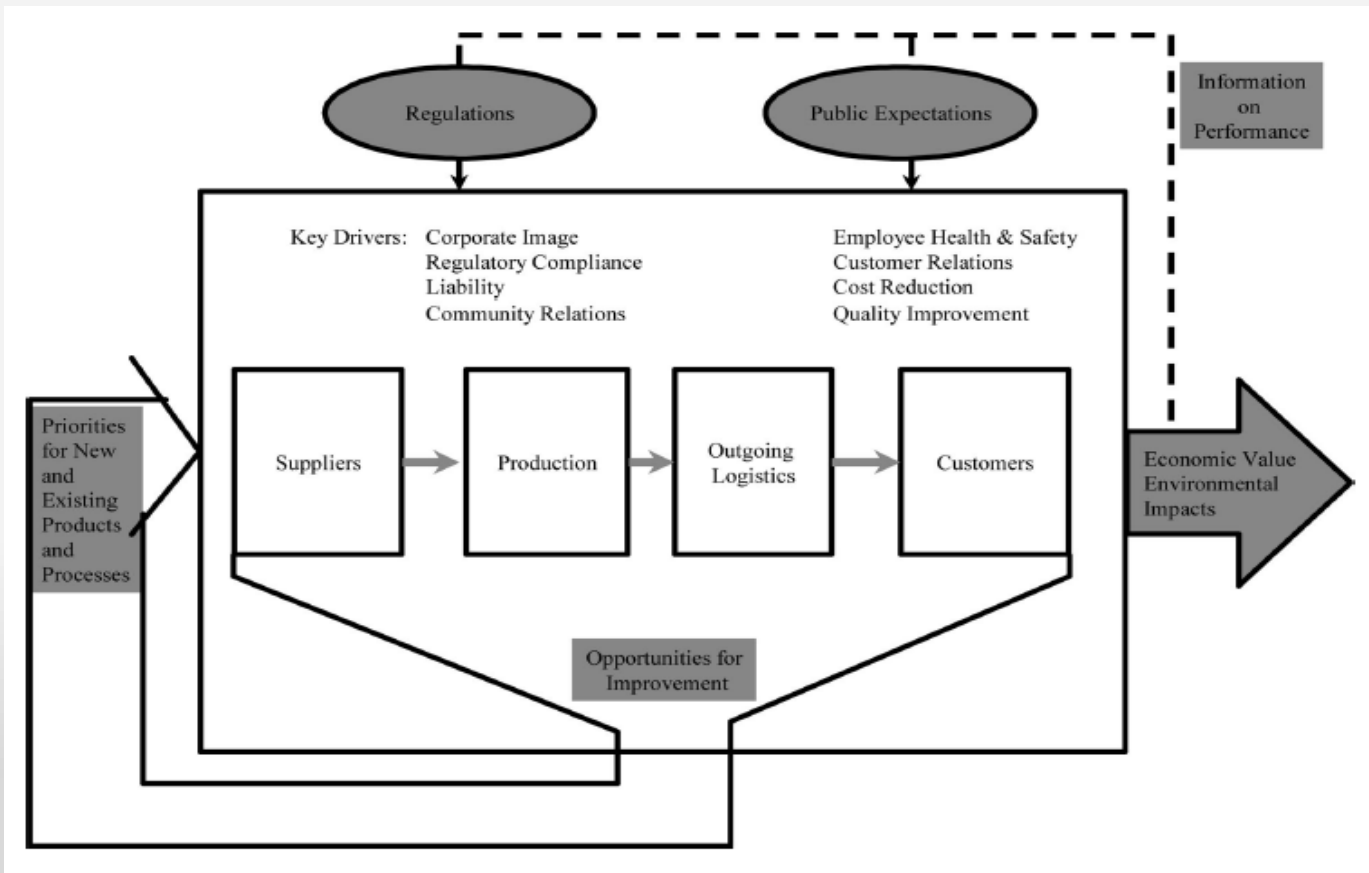 Regulations
Public Expectations
Information
on
Performance
Key Drivers:
Corporate Image
Regulatory Compliance
Liability
Community Relations
Employee Health & Safety
Customer Relations
Cost Reduction
Quality Improvement
Priorities
for New
and
Existing
Products
and
Processes
Suppliers
Production
Outgoing
Logistics
Customers
Economic Value
Environmental
Impacts
Opportunities for
Improvement